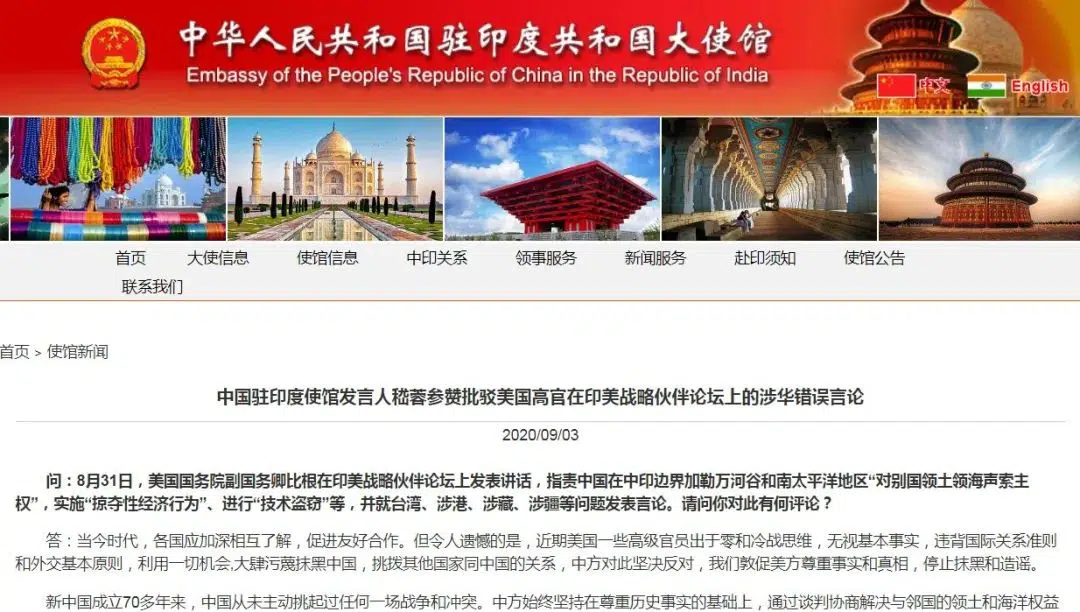 中华人民共和国驻印度共和国大使馆
Embassy of the People's Republic of China in the Republic of India
中文 English
首页 大使信息 使馆信息 中印关系 领事服务 新闻服务 赴印须知 使馆公告
联系我们
首页 > 使馆新闻
中国驻印度使馆发言人嵇蓉参赞批驳美国高官在印美战略伙伴论坛上的涉华错误言论
2020/09/03
问：8月31日，美国国务院副国务卿比根在印美战略伙伴论坛上发表讲话，指责中国在中印边界加勒万河谷和南太平洋地区“对别国领土领海声索主
权”，实施“掠夺性经济行为”、进行“技术盗窃”等，并就台湾、涉港、涉藏、涉疆等问题发表言论。请问你对此有何评论？
答：当今时代，各国应加深相互了解，促进友好合作。但令人遗憾的是，近期美国一些高级官员出于零和冷战思维，无视基本事实，违背国际关系准则
和外交基本原则，利用一切机会,大肆污蔑抹黑中国，挑拨其他国家同中国的关系，中方对此坚决反对，我们敦促美方尊重事实和真相，停止抹黑和造谣。
新中国成立70多年来，中国从未主动挑起过任何一场战争和冲突。中方始终坚持在尊重历史事实的基础上，通过谈判协商解决与邻国的领土和海洋权益